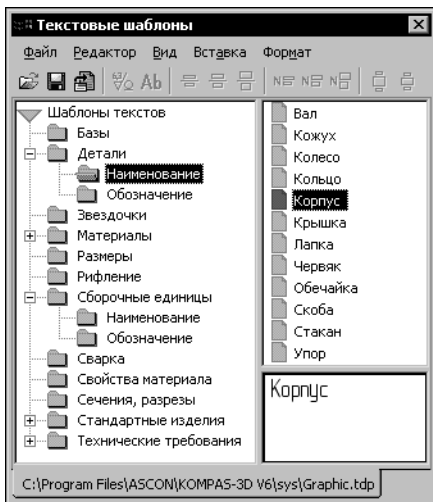 Текстовые шаблоны
Файл Редактор Вид Вставка Формат
Ab
Шаблоны текстов
Базы
Детали
Наименование
Обозначение
Звездочки
Материалы
Размеры
Рифление
Сборочные единицы
Наименование
Обозначение
Сварка
Свойства материала
Сечения, разрезы
Стандартные изделия
Технические требования
Вал
Кожух
Колесо
Кольцо
Корпус
Крышка
Лапка
Червяк
Обечайка
Скоба
Стакан
Упор
Корпус
C:\Program Files\ASCON\KOMPAS-3D V6\sys\Graphic.tdp